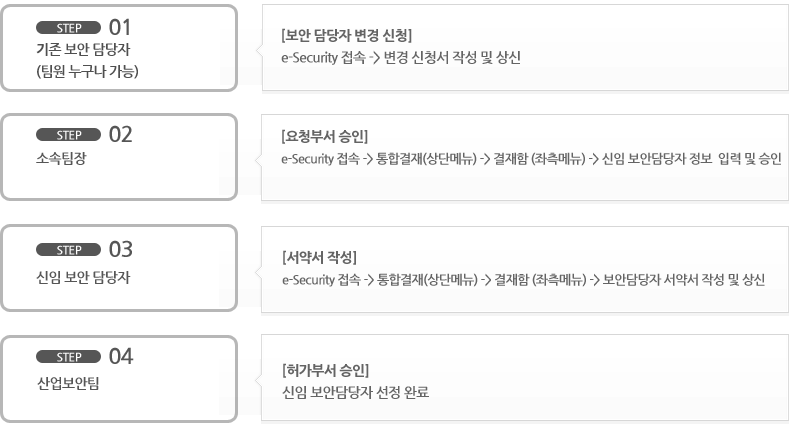 STEP 01
기존 보안 담당자
(팀원 누구나 가능)
[보안 담당자 변경 신청]
e-Security 접속 -> 변경 신청서 작성 및 상신
STEP 02
소속팀장
[요청부서 승인]
e-Security 접속 -> 통합결재(상단메뉴) -> 결재함 (좌측메뉴) -> 신임 보안담당자 정보 입력 및 승인
STEP 03
신임 보안 담당자
[서약서 작성]
e-Security 접속 -> 통합결재(상단메뉴) -> 결재함 (좌측메뉴) -> 보안담당자 서약서 작성 및 상신
STEP 04
산업보안팀
[허가부서 승인]
신임 보안담당자 선정 완료